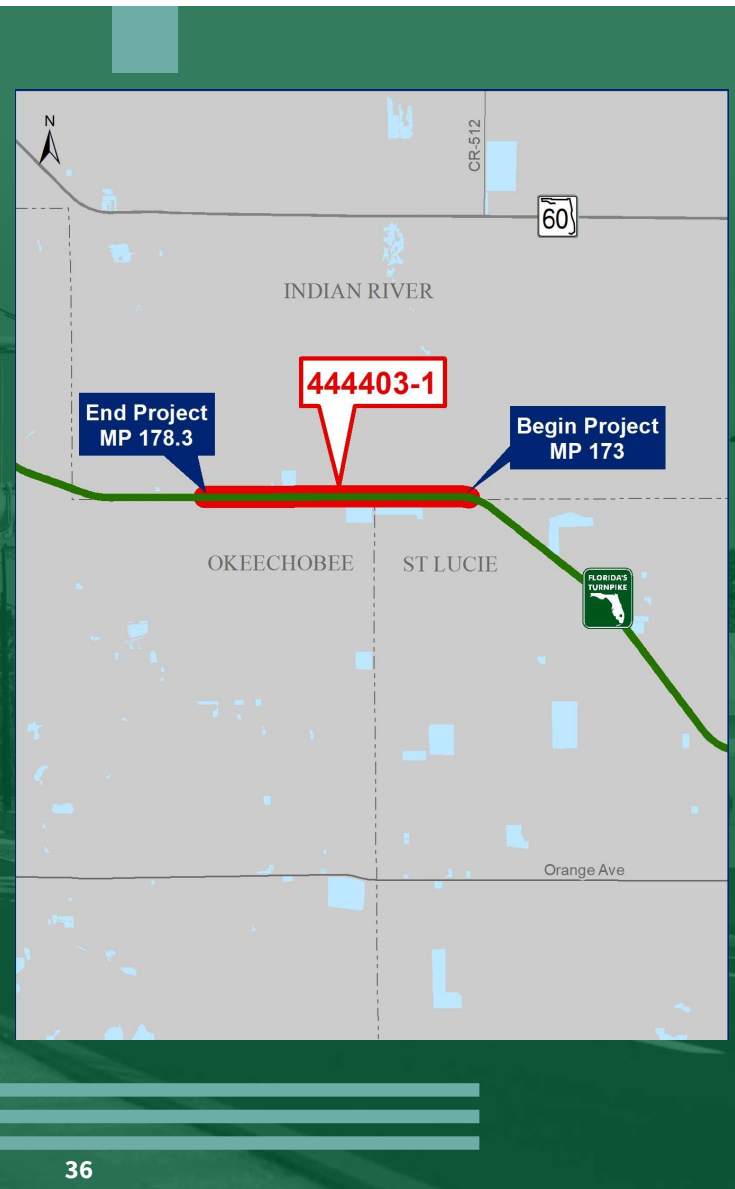 N
CR-512
60
INDIAN RIVER
444403-1
End Project
MP 178.3
Begin Project
MP 173
OKEECHOBEE
ST LUCIE
FLORIDA'S
TURNPIKE
Orange Ave
36